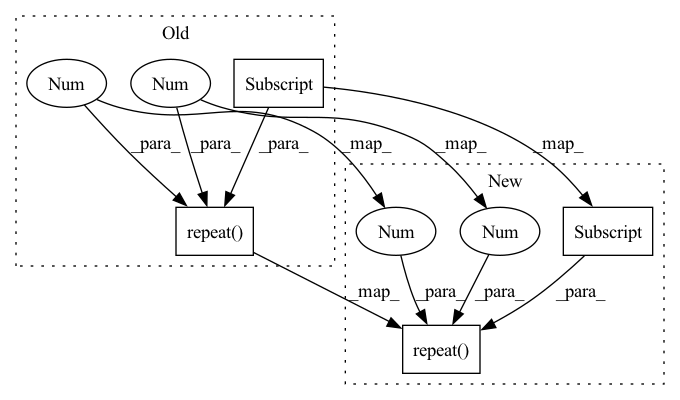 Old
Num
Num
Subscript
_para_
_para_
_para_
_map_
_map_
_map_
New
repeat()
Num
Num
Subscript
_map_
_para_
_para_
_para_
repeat()